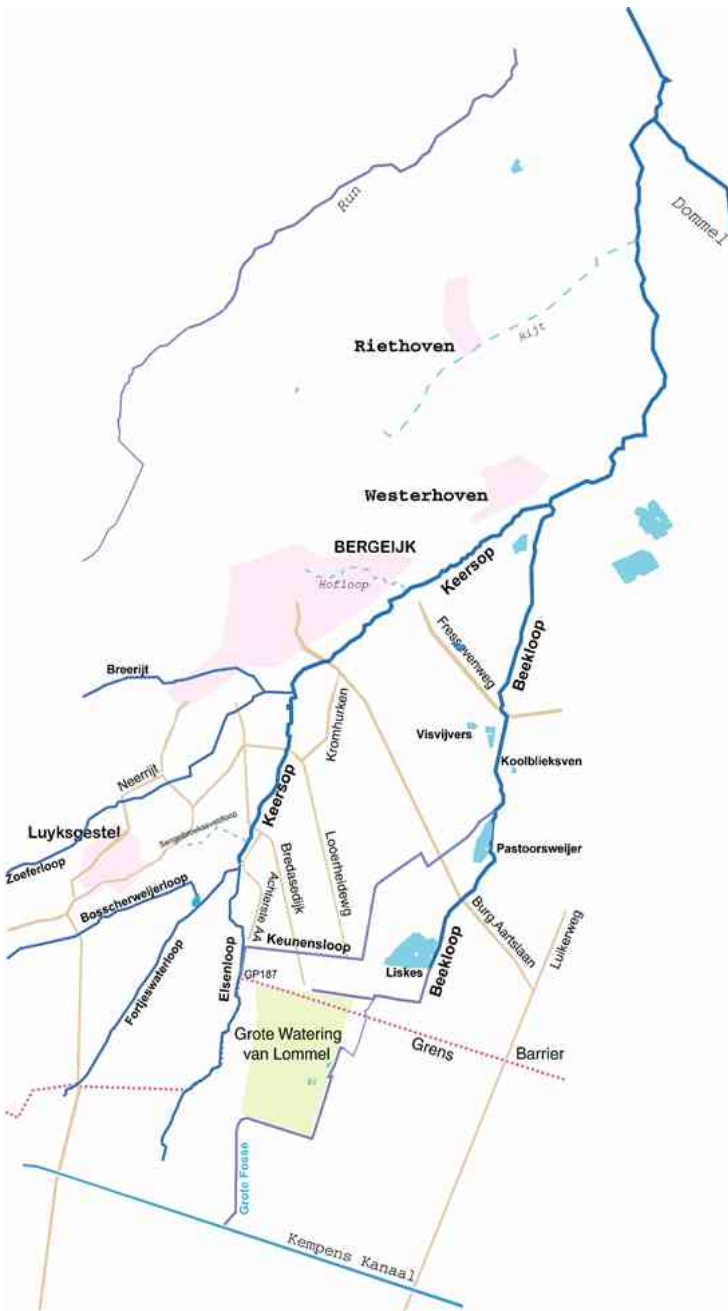 Run
Dommel
Riethoven
Rijt
Westerhoven
BERGEIJK
Hofloop
Keersop
Fressevenweg
Beekloop
Breerijt
Kromhurken
Visvijvers
Koolblieksven
Neerrijt
Keersop
Luyksgestel
Zoeferloop
Looerheidewg
Bredasedijk
Pastoorsweijer
Bosscherweijerloop
Achterste AA
Burg.Aartslaan
Luikerweg
Keunensloop
Liskes
Beekloop
Fortjeswaterloop
Elsenloop
GP187
Grote Watering
van Lommel
Grens
Barrier
Grote Fosse
Kempens Kanaal